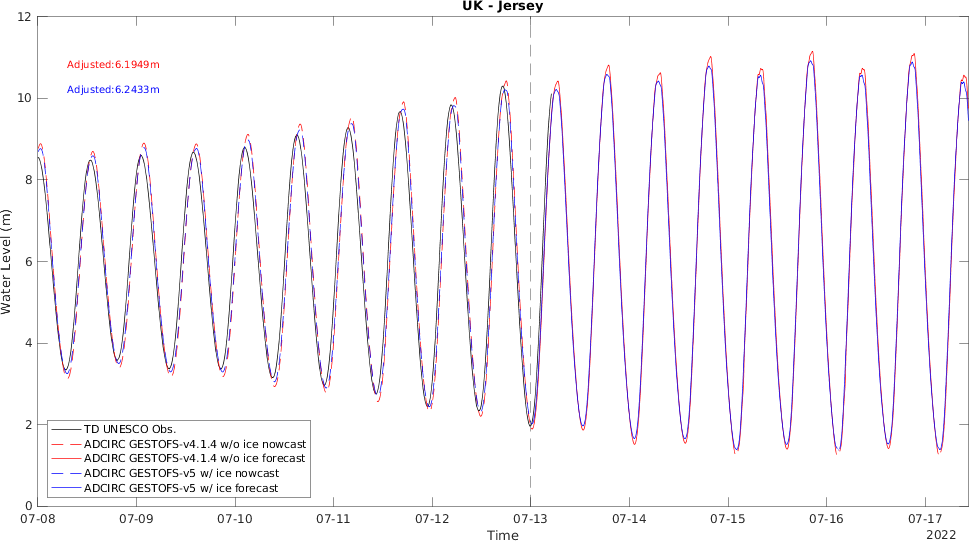 UK - Jersey
12
Adjusted:6.1949m
Adjusted:6.2433m
10
8
6
4
2
0
Water Level (m)
TD UNESCO Obs.
ADCIRC GESTOFS-v4.1.4 w/o ice nowcast
ADCIRC GESTOFS-v4.1.4 w/o ice forecast
ADCIRC GESTOFS-v5 w/ ice nowcast
ADCIRC GESTOFS-v5 w/ ice forecast
07-08 07-09 07-10 07-11 07-12 07-13 07-14 07-15 07-16 07-17
Time
2022